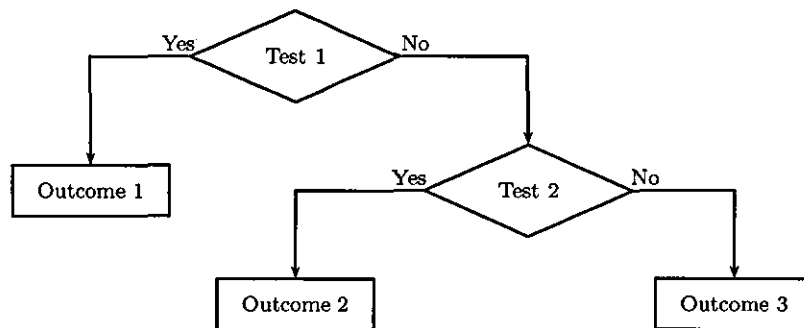 Yes
Test 1
No
Outcome 1
Yes
Test 2
No
Outcome 2
Outcome 3